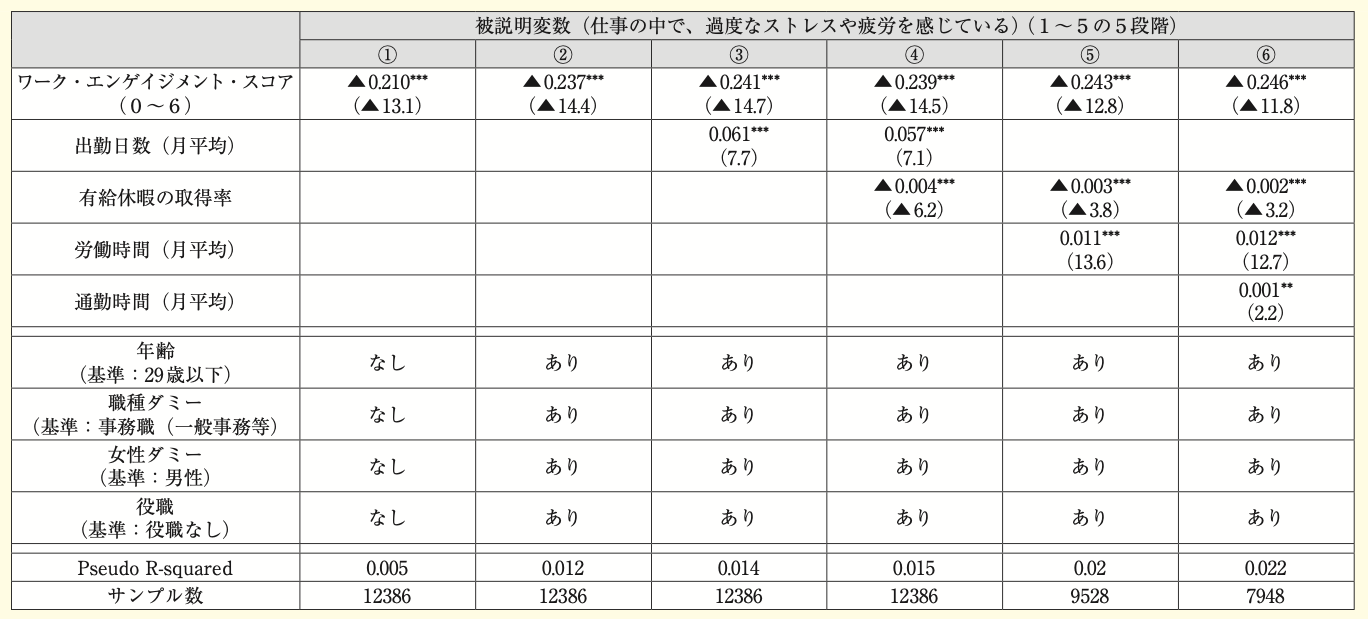 被説明変数（仕事の中で、過度なストレスや疲労を感じている）（１～５の５段階）
① ② ③ ④ ⑤ ⑥
ワーク・エンゲイジメント・スコア ▲0.210*** ▲0.237*** ▲0.241*** ▲0.239*** ▲0.243*** ▲0.246***
（０～６） （▲13.1） （▲14.4） （▲14.7） （▲14.5） （▲12.8） （▲11.8）
出勤日数（月平均） 0.061*** 0.057***
（7.7） （7.1）
有給休暇の取得率 ▲0.004*** ▲0.003*** ▲0.002***
（▲6.2） （▲3.8） （▲3.2）
労働時間（月平均） 0.011*** 0.012***
（13.6） （12.7）
通勤時間（月平均） 0.001**
（2.2）
年齢
（基準：29歳以下） なし あり あり あり あり あり
職種ダミー
（基準：事務職（一般事務等） なし あり あり あり あり あり
女性ダミー
（基準：男性） なし あり あり あり あり あり
役職
（基準：役職なし） なし あり あり あり あり あり
Pseudo R-squared 0.005 0.012 0.014 0.015 0.02 0.022
サンプル数 12386 12386 12386 12386 9528 7948